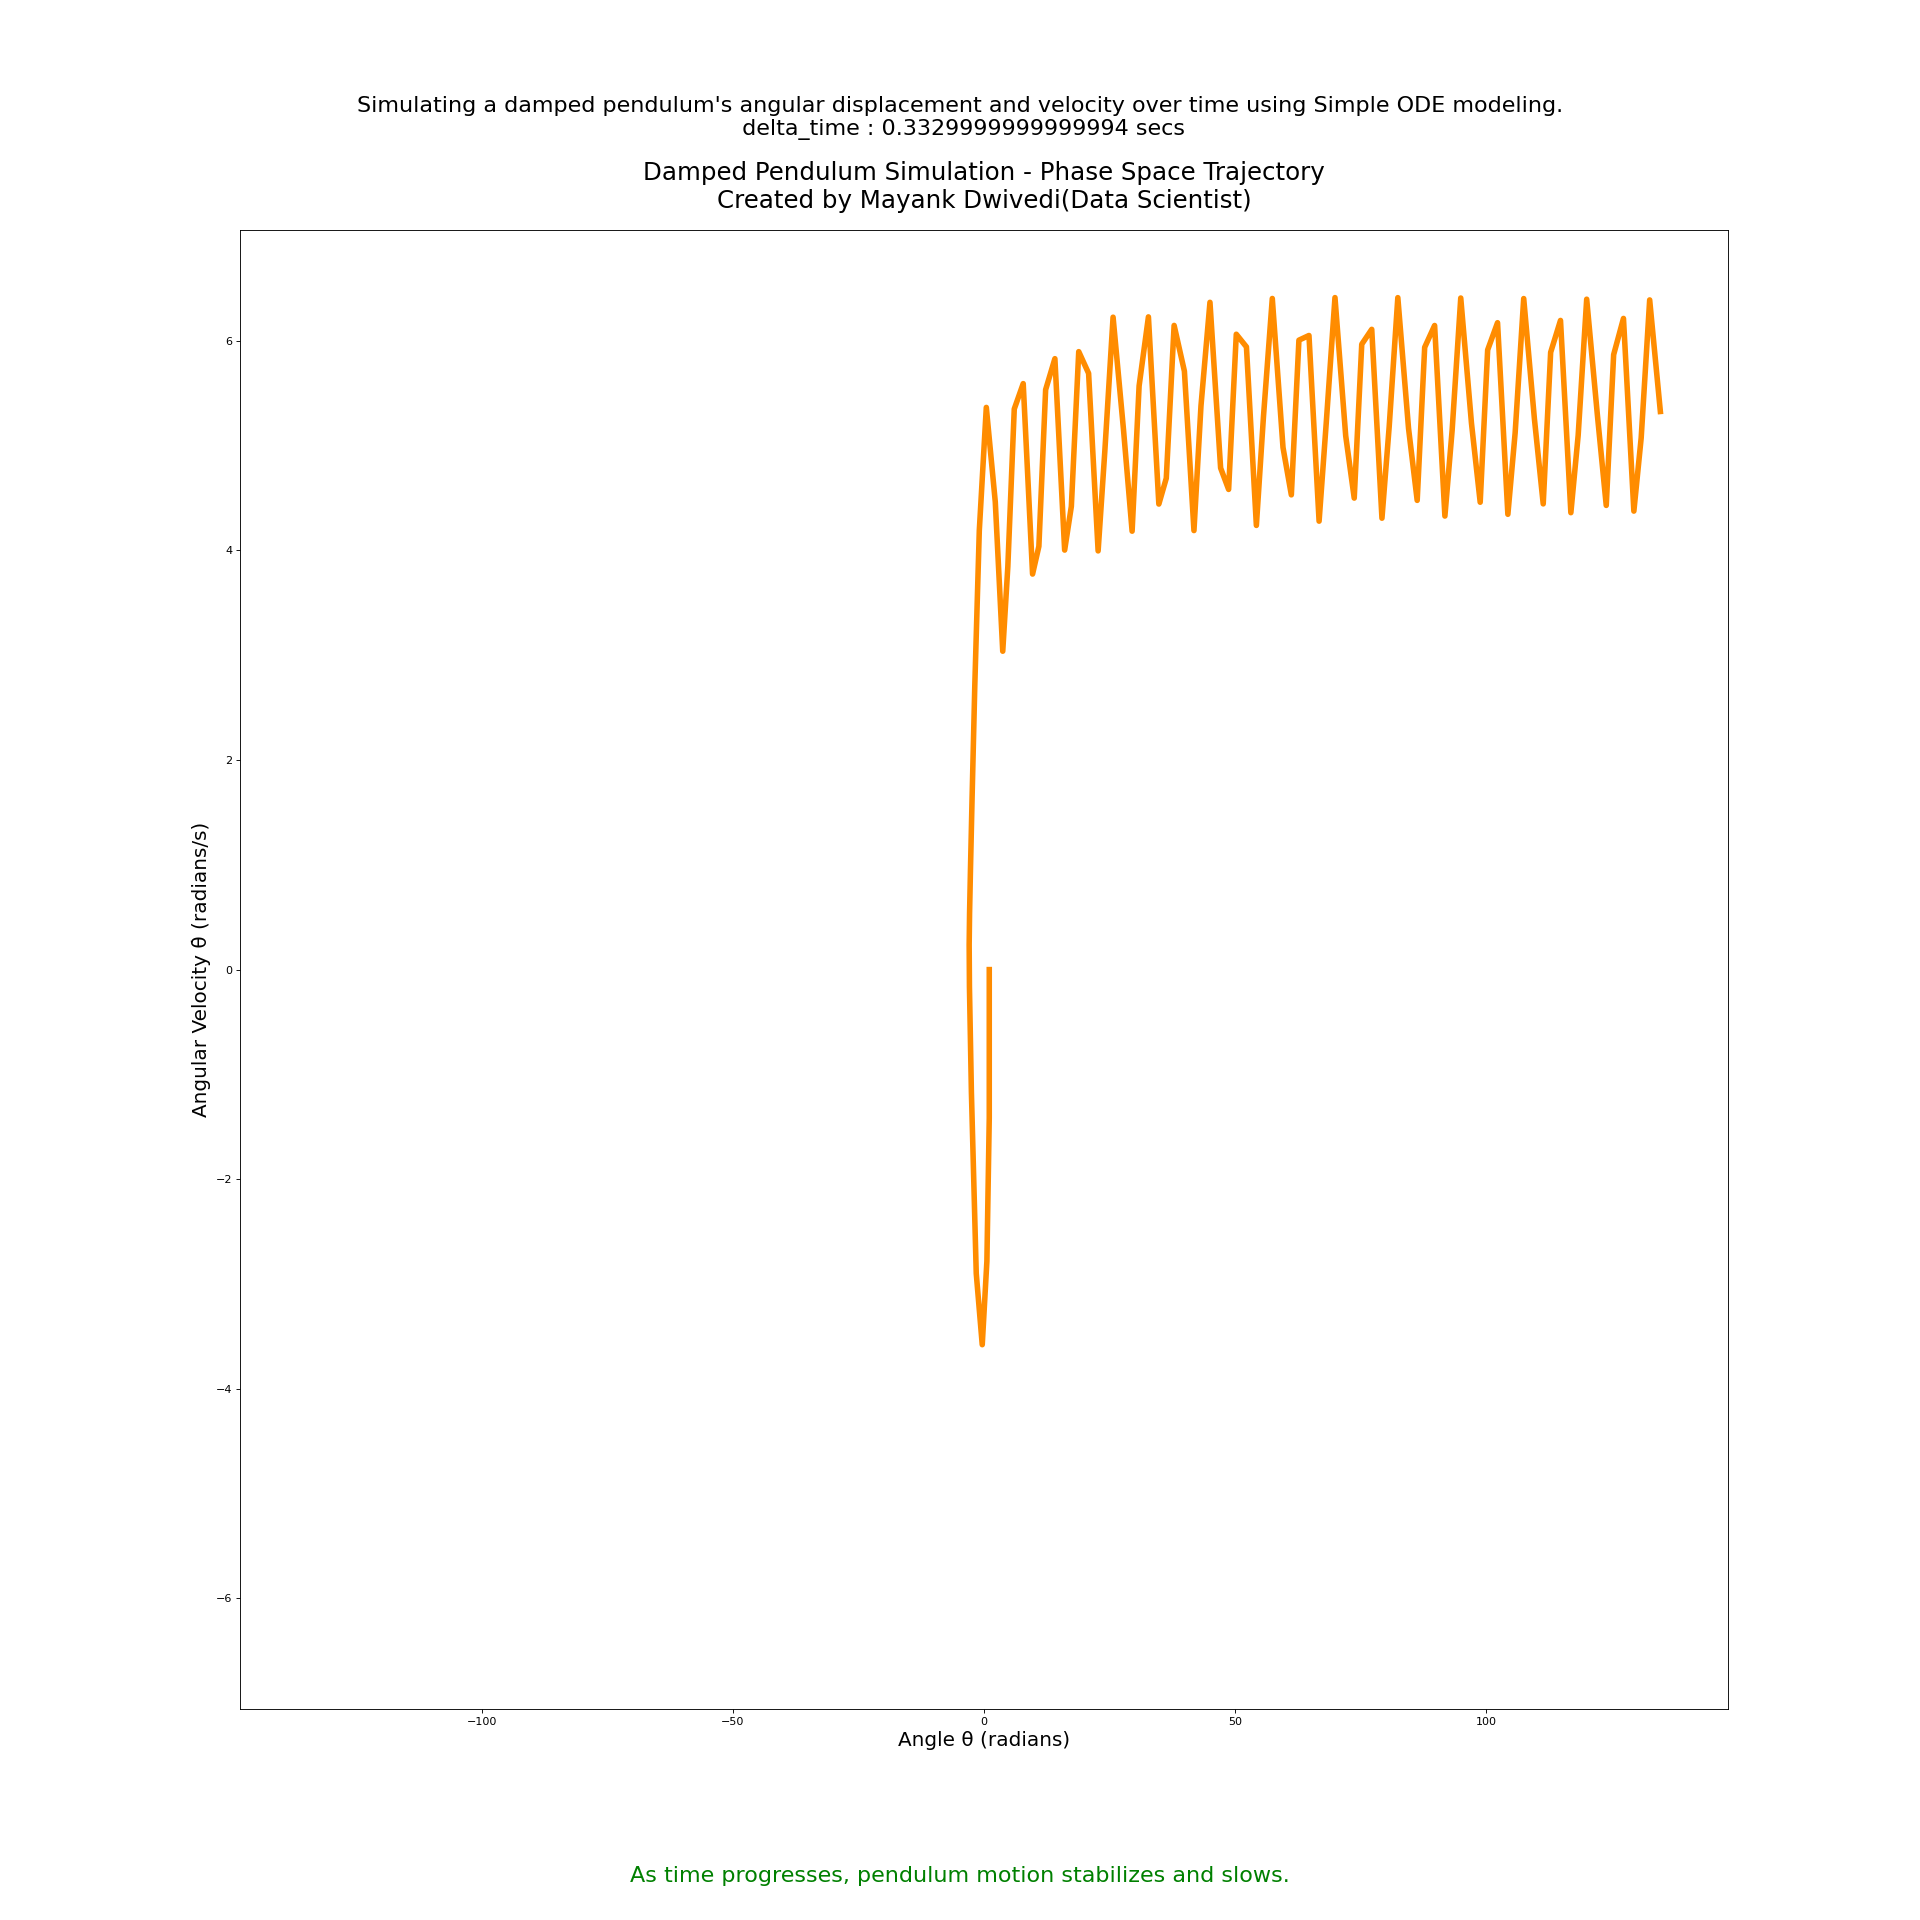 Simulating a damped pendulum's angular displacement and velocity over time using Simple ODE modeling.
delta_time : 0.3329999999999994 secs
Damped Pendulum Simulation - Phase Space Trajectory
Created by Mayank Dwivedi(Data Scientist)
Angular Velocity θ (radians/s)
6
4
2
0
−2
−4
−6
−100
−50
0
50
100
Angle θ (radians)
As time progresses, pendulum motion stabilizes and slows.